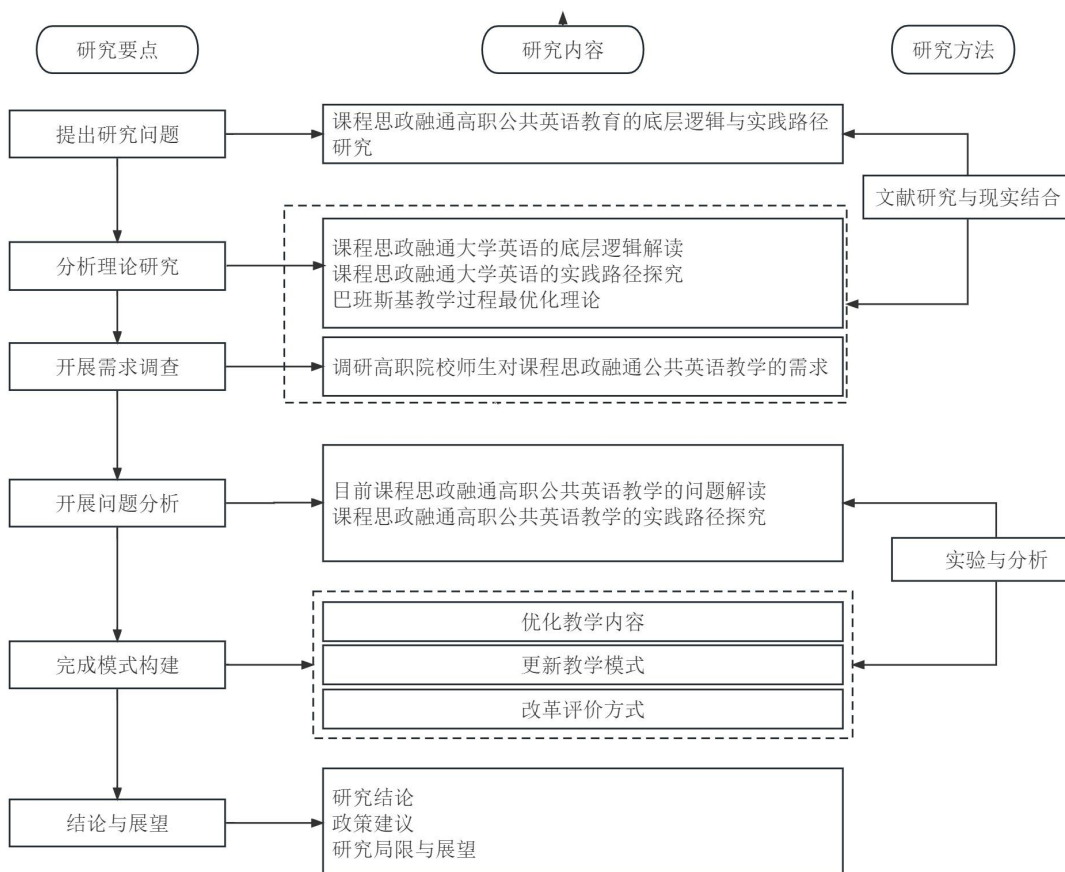 研究要点
研究内容
研究方法
提出研究问题
课程思政融通高职公共英语教育的底层逻辑与实践路径
研究
文献研究与现实结合
分析理论研究
课程思政融通大学英语的底层逻辑解读
课程思政融通大学英语的实践路径探究
巴班斯基教学过程最优化理论
开展需求调查
调研高职院校师生对课程思政融通公共英语教学的需求
开展问题分析
目前课程思政融通高职公共英语教学的问题解读
课程思政融通高职公共英语教学的实践路径探究
实验与分析
完成模式构建
优化教学内容
更新教学模式
改革评价方式
结论与展望
研究结论
政策建议
研究局限与展望